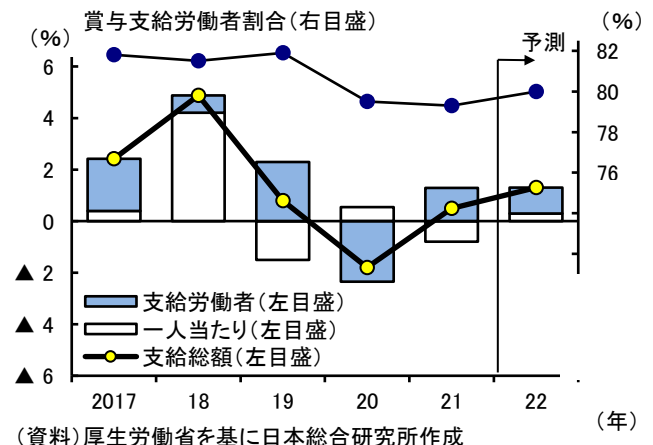 賞与支給労働者割合(右目盛)
(%)
(%)
予測
6
4
2
0
▲ 2
▲ 4
▲ 6
82
80
78
76
支給労働者(左目盛)
一人当たり(左目盛)
支給総額(左目盛)
2017 18 19 20 21 22
(年)
(資料)厚生労働省を基に日本総合研究所作成